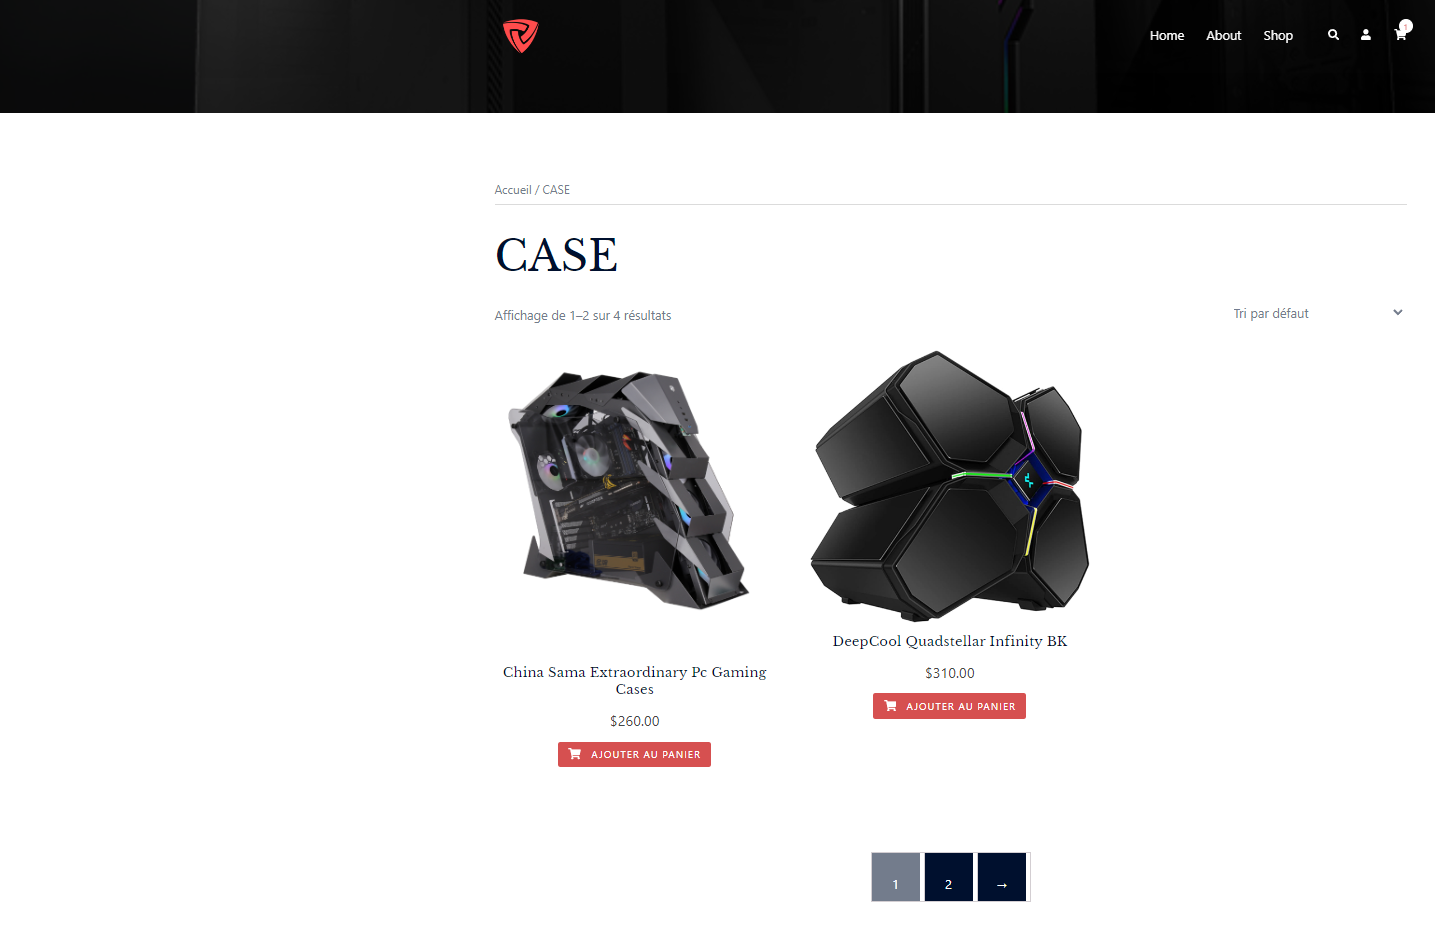 Home About Shop
1
Accueil / CASE
CASE
Affichage de 1–2 sur 4 résultats
Tri par défaut
China Sama Extraordinary Pc Gaming
Cases
$260.00
AJOUTER AU PANIER
DeepCool Quadstellar Infinity BK
$310.00
AJOUTER AU PANIER
1 2 →